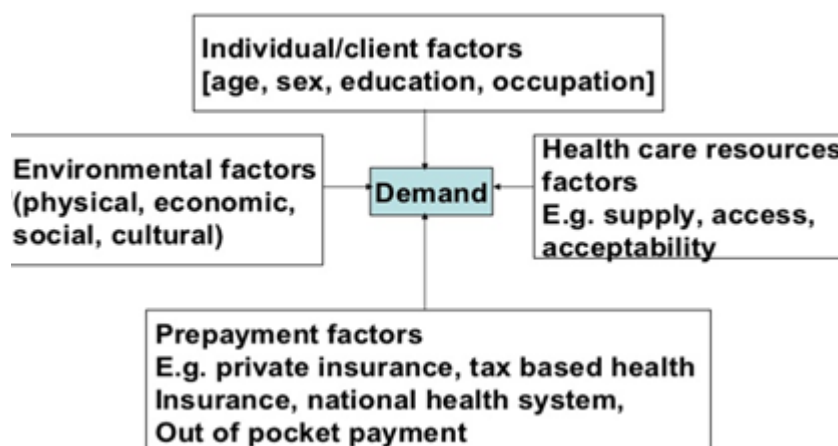 Individual/client factors
[age, sex, education, occupation]
Environmental factors
(physical, economic,
social, cultural)
Demand
Health care resources
factors
E.g. supply, access,
acceptability
Prepayment factors
E.g. private insurance, tax based health
Insurance, national health system,
Out of pocket payment